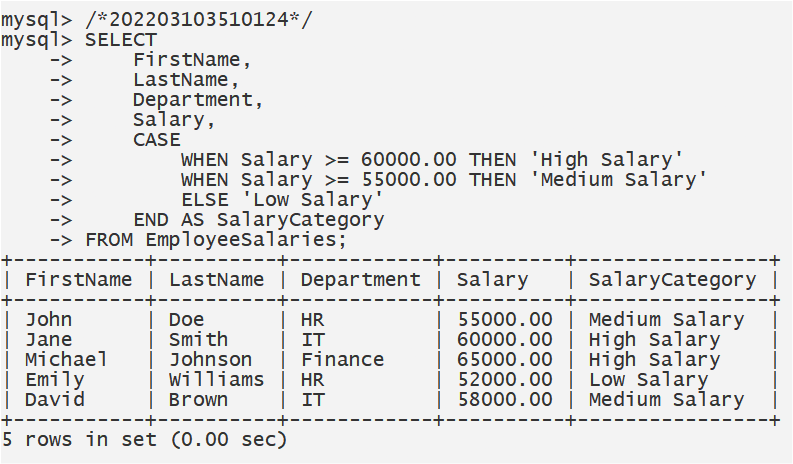 mysql> /*202203103510124*/
mysql> SELECT
    ->     FirstName,
    ->     LastName,
    ->     Department,
    ->     Salary,
    ->     CASE
    ->         WHEN Salary >= 60000.00 THEN 'High Salary'
    ->         WHEN Salary >= 55000.00 THEN 'Medium Salary'
    ->         ELSE 'Low Salary'
    ->     END AS SalaryCategory
    -> FROM EmployeeSalaries;
+-----------+----------+------------+----------+----------------+
| FirstName | LastName | Department | Salary   | SalaryCategory |
+-----------+----------+------------+----------+----------------+
| John      | Doe      | HR         | 55000.00 | Medium Salary  |
| Jane      | Smith    | IT         | 60000.00 | High Salary    |
| Michael   | Johnson  | Finance    | 65000.00 | High Salary    |
| Emily     | Williams | HR         | 52000.00 | Low Salary     |
| David     | Brown    | IT         | 58000.00 | Medium Salary  |
+-----------+----------+------------+----------+----------------+
5 rows in set (0.00 sec)